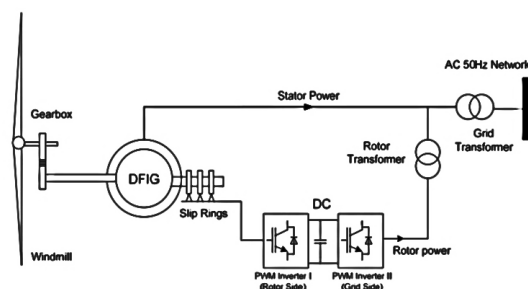 AC 50Hz Network
Gearbox
Stator Power
Grid
Transformer
Rotor
Transformer
DFIG
DC
Slip Rings
Rotor power
Windmill
PWM Inverter I
(Rotor Side)
PWM Inverter II
(Grid Side)